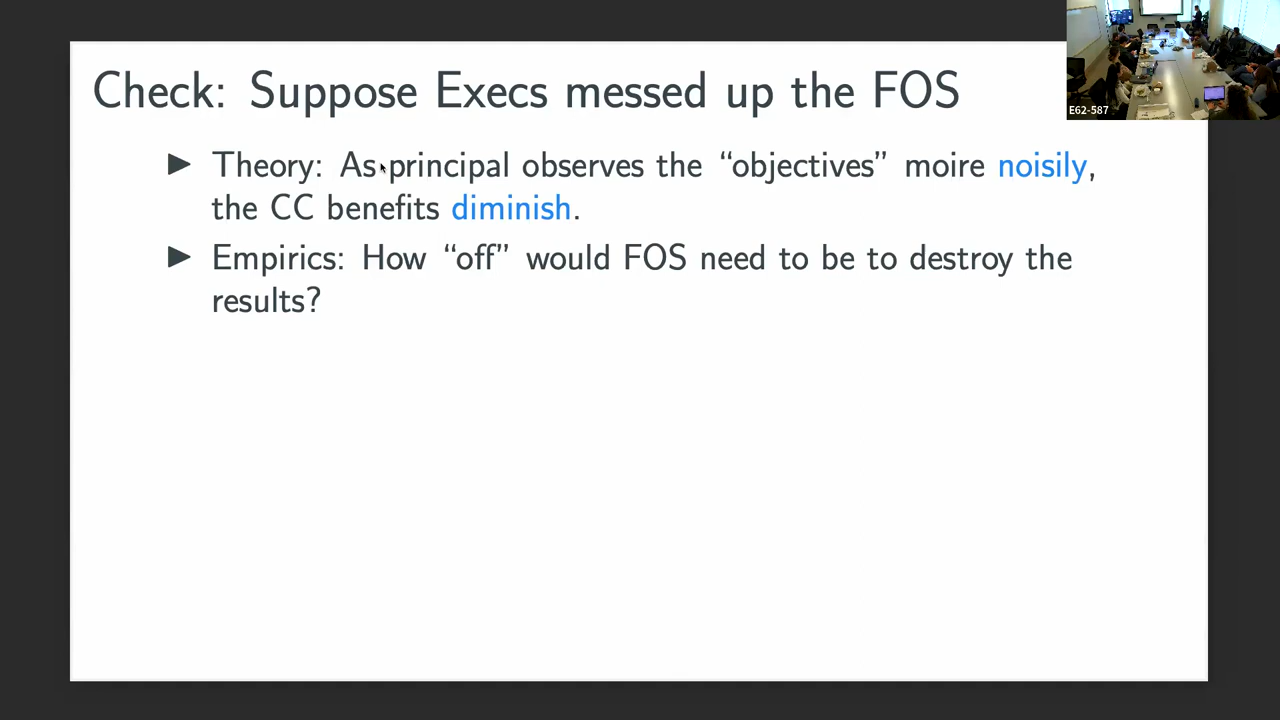 Check: Suppose Execs messed up the FOS
E62-587
Theory: As principal observes the “objectives” moire noisily,
the CC benefits diminish.
Empirics: How “off” would FOS need to be to destroy the
results?